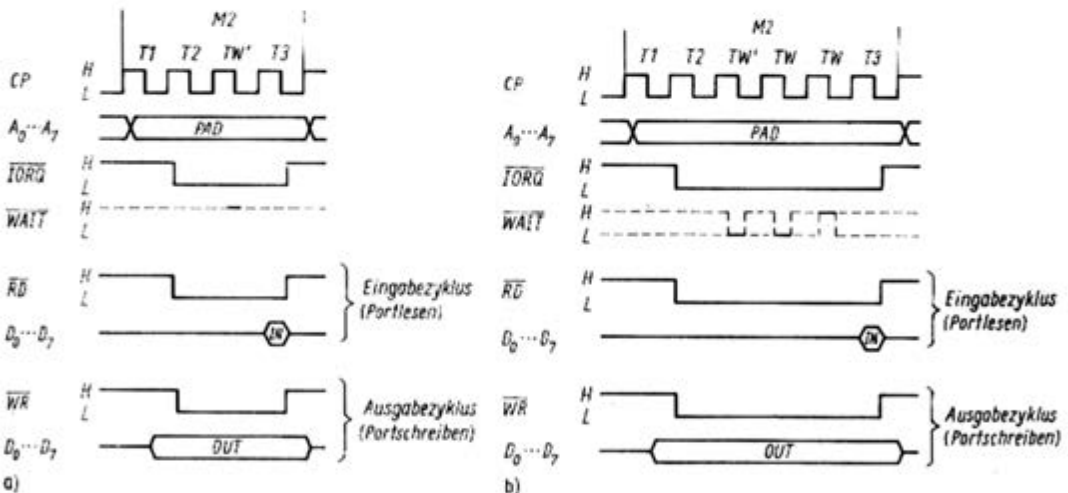 M2
T1 T2 TW' T3
CP H L
A₀···A₇ PAD
IORQ H L
WAIT H L
RD H L
Eingabezyklus
(Portlesen)
D₀···D₇ IN
WR H L
Ausgabezyklus
(Portschreiben)
D₀···D₇ OUT
a)
M2
T1 T2 TW' TW TW T3
CP H L
A₀···A₇ PAD
IORQ H L
WAIT H L
RD H L
Eingabezyklus
(Portlesen)
D₀···D₇ IN
WR H L
Ausgabezyklus
(Portschreiben)
D₀···D₇ OUT
b)